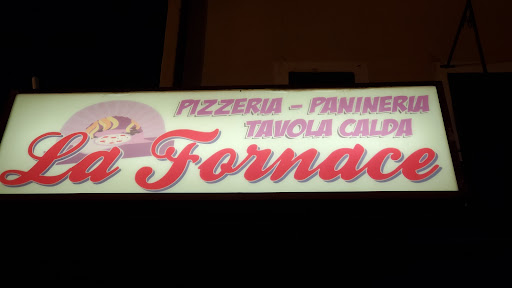 PIZZERIA - PANINERIA
TAVOLA CALDA
La Fornace